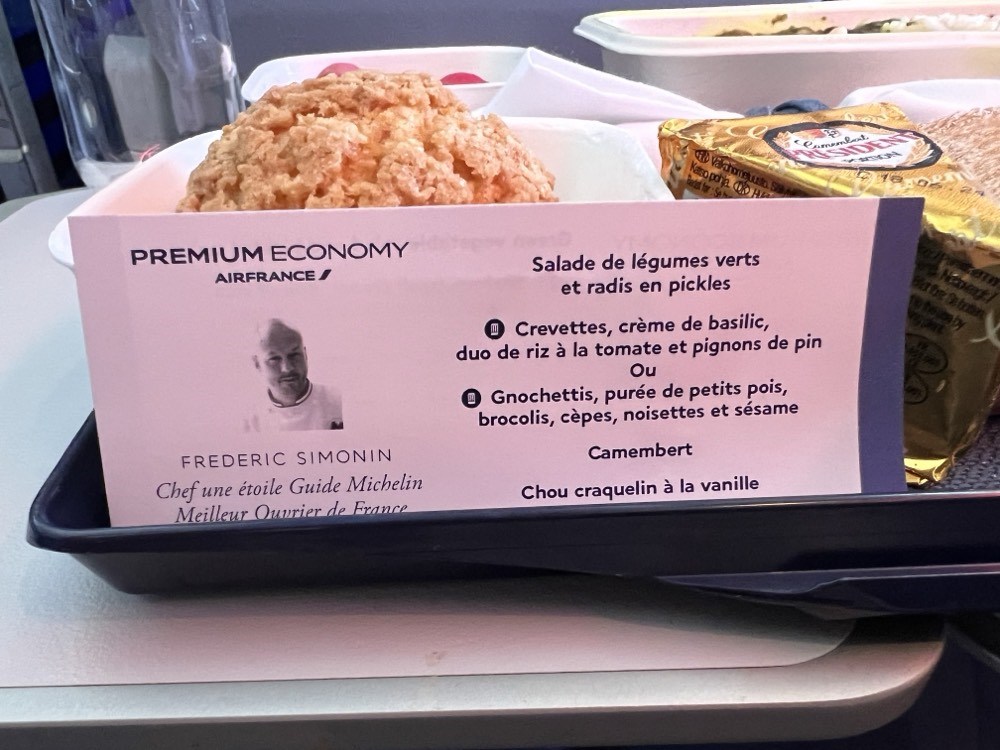 PREMIUM ECONOMY
AIRFRANCE
FREDERIC SIMONIN
Chef une étoile Guide Michelin
Meilleur Ouvrier de France
Salade de légumes verts
et radis en pickles
Crevettes, crème de basilic,
duo de riz à la tomate et pignons de pin
Ou
Gnochettis, purée de petits pois,
brocolis, cèpes, noisettes et sésame
Camembert
Chou craquelin à la vanille
Camembert
PRÉSIDENT
PORTION